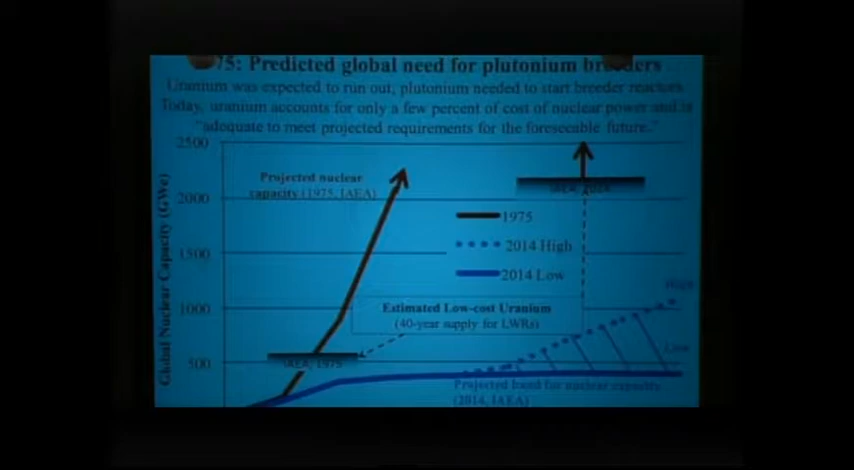 75: Predicted global need for plutonium breeders
Uranium was expected to run out, plutonium needed to start breeder reactors
Today, uranium accounts for only a few percent of cost of nuclear power and is
"adequate to meet projected requirements for the foreseeable future."
2500
2000
1500
1000
500
Global Nuclear Capacity (GWe)
Projected nuclear
capacity (1975, IAEA)
IAEA, 2014
1975
2014 High
2014 Low
Estimated Low-cost Uranium
(40-year supply for LWRs)
IAEA, 1975
High
Low
Projected band for nuclear capacity
(2014, IAEA)